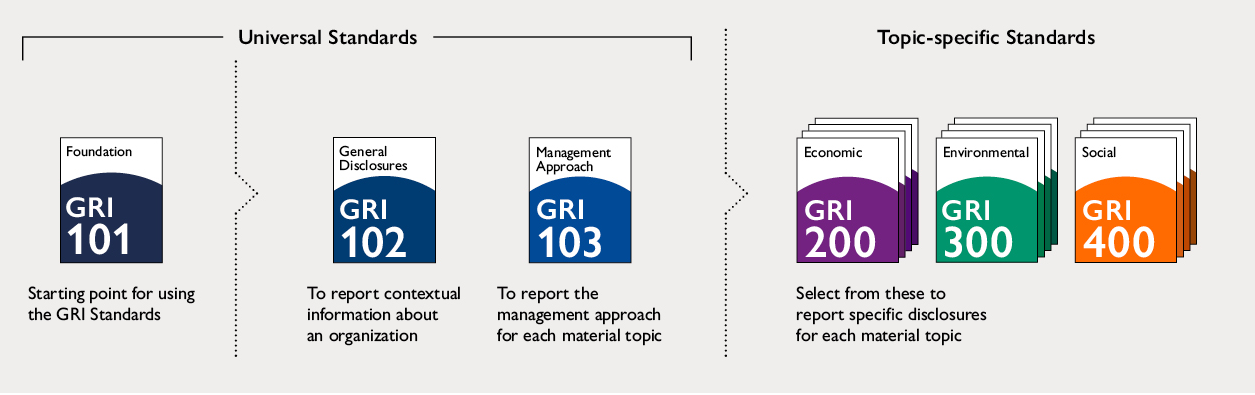 Universal Standards
Topic-specific Standards
Foundation
GRI
101
Starting point for using
the GRI Standards
General
Disclosures
GRI
102
To report contextual
information about
an organization
Management
Approach
GRI
103
To report the
management approach
for each material topic
Economic
GRI
200
Environmental
GRI
300
Social
GRI
400
Select from these to
report specific disclosures
for each material topic